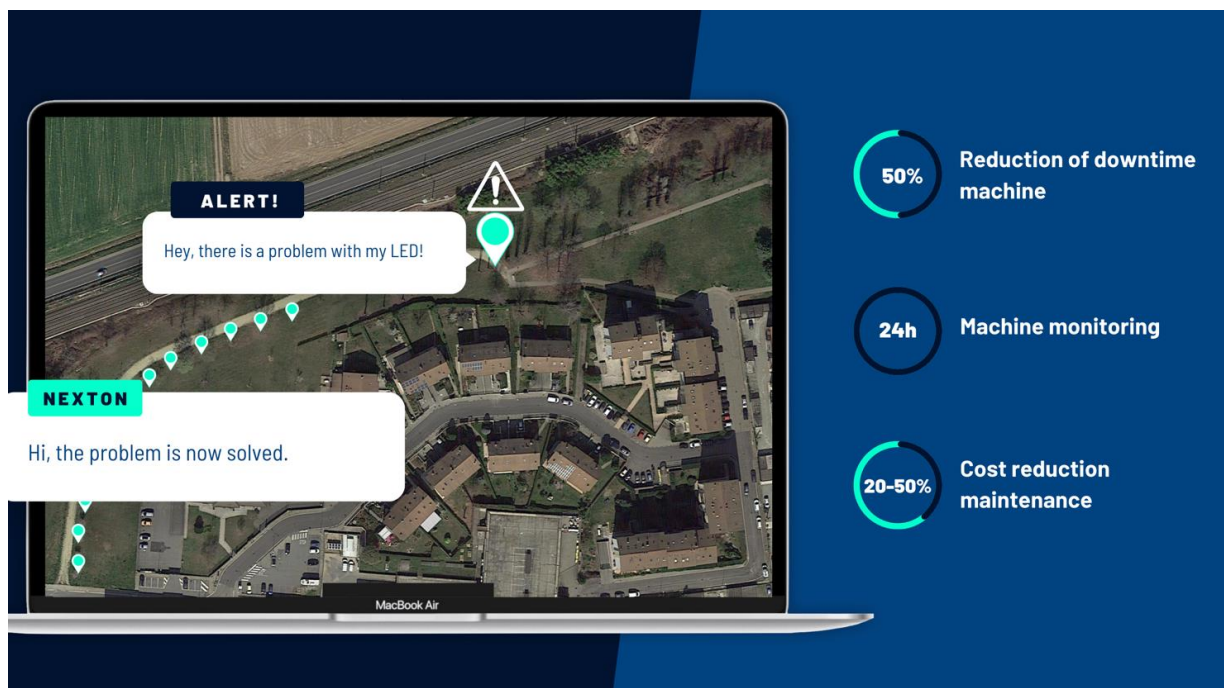 ALERT!
Hey, there is a problem with my LED!
NEXTON
Hi, the problem is now solved.
MacBook Air
50%
Reduction of downtime
machine
24h
Machine monitoring
20-50%
Cost reduction
maintenance